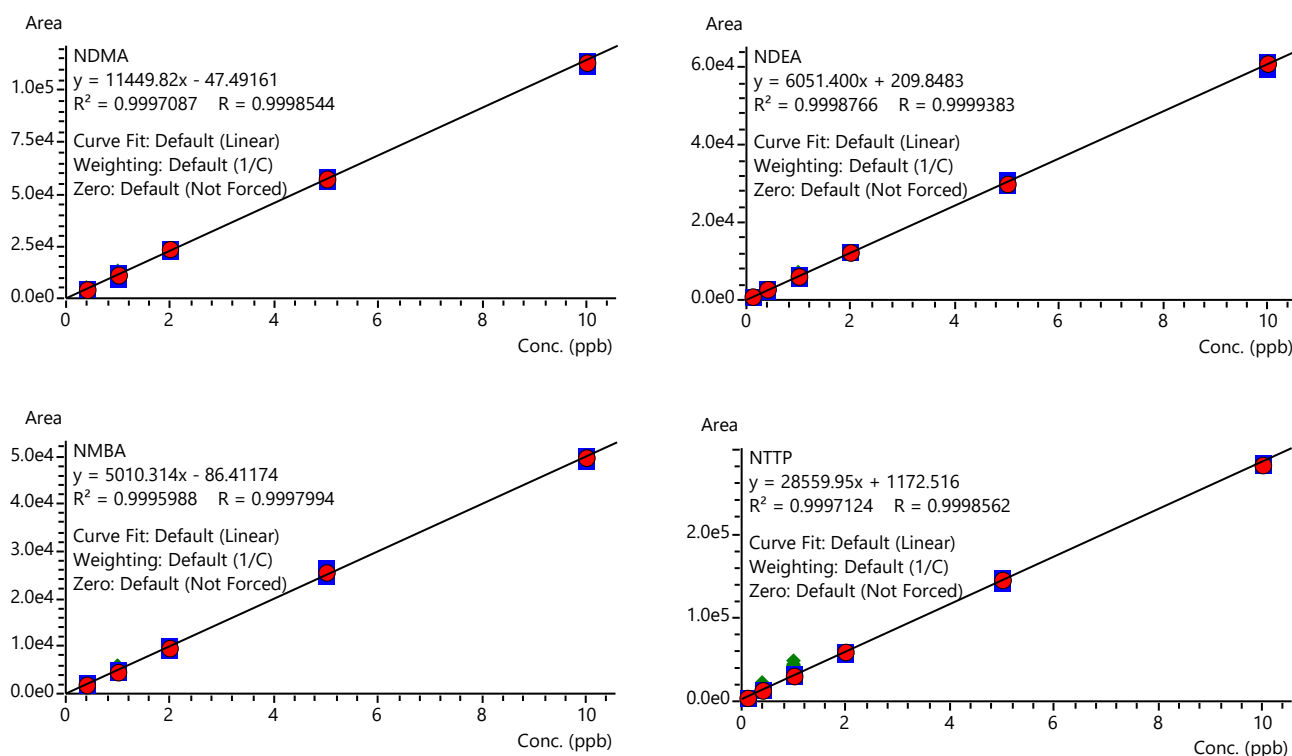 Area
NDMA
y = 11449.82x - 47.49161
R² = 0.9997087 R = 0.9998544
Curve Fit: Default (Linear)
Weighting: Default (1/C)
Zero: Default (Not Forced)
1.0e5
7.5e4
5.0e4
2.5e4
0.0e0
0 2 4 6 8 10
Conc. (ppb)
Area
NDEA
y = 6051.400x + 209.8483
R² = 0.9998766 R = 0.9999383
Curve Fit: Default (Linear)
Weighting: Default (1/C)
Zero: Default (Not Forced)
6.0e4
4.0e4
2.0e4
0.0e0
0 2 4 6 8 10
Conc. (ppb)
Area
NMBA
y = 5010.314x - 86.41174
R² = 0.9995988 R = 0.9997994
Curve Fit: Default (Linear)
Weighting: Default (1/C)
Zero: Default (Not Forced)
5.0e4
4.0e4
3.0e4
2.0e4
1.0e4
0.0e0
0 2 4 6 8 10
Conc. (ppb)
Area
NTTP
y = 28559.95x + 1172.516
R² = 0.9997124 R = 0.9998562
Curve Fit: Default (Linear)
Weighting: Default (1/C)
Zero: Default (Not Forced)
2.0e5
1.0e5
0.0e0
0 2 4 6 8 10
Conc. (ppb)